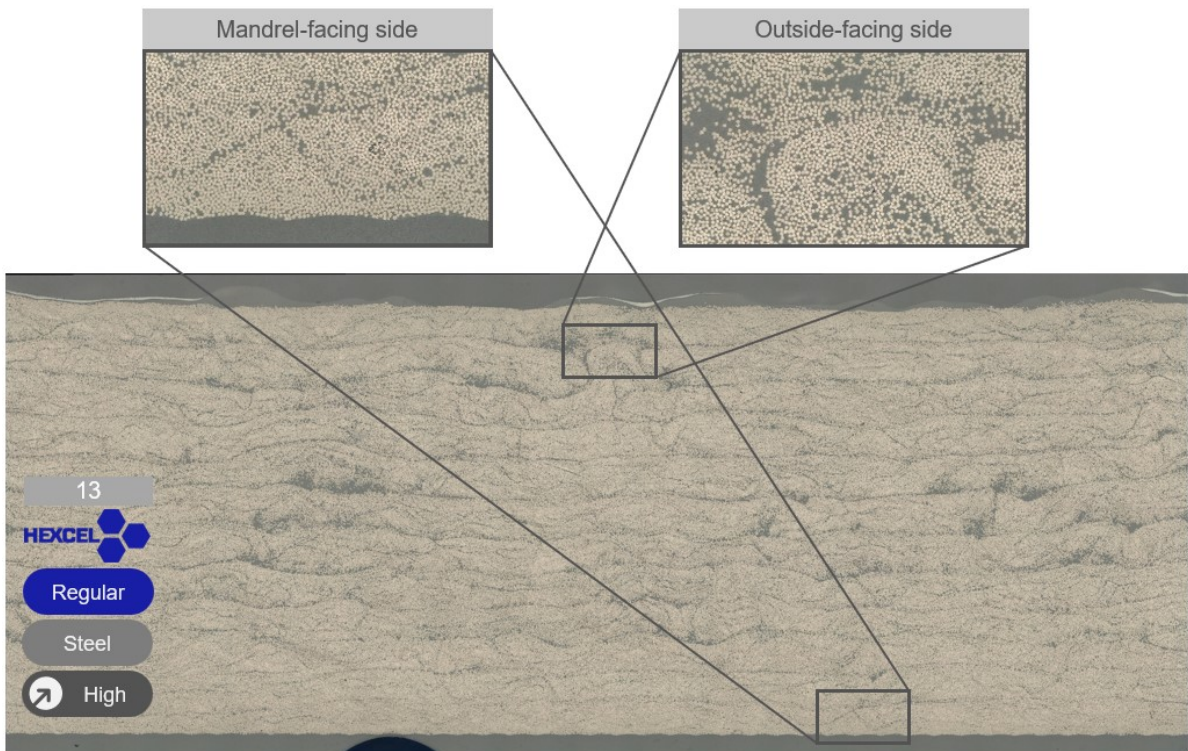 Mandrel-facing side
Outside-facing side
13
HEXCEL
Regular
Steel
High